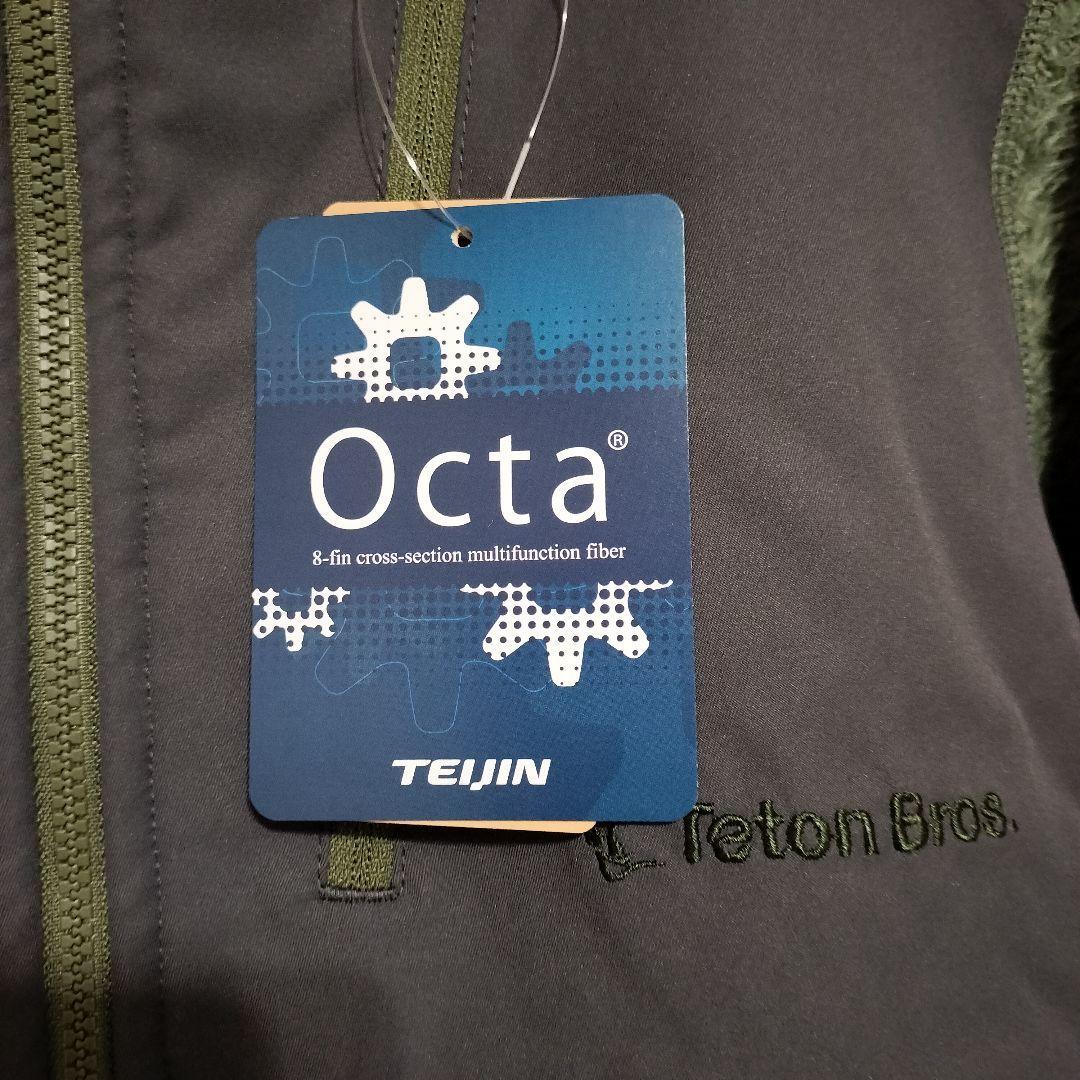 Octa®
8-fin cross-section multifunction fiber
TEIJIN
Teton Bros.